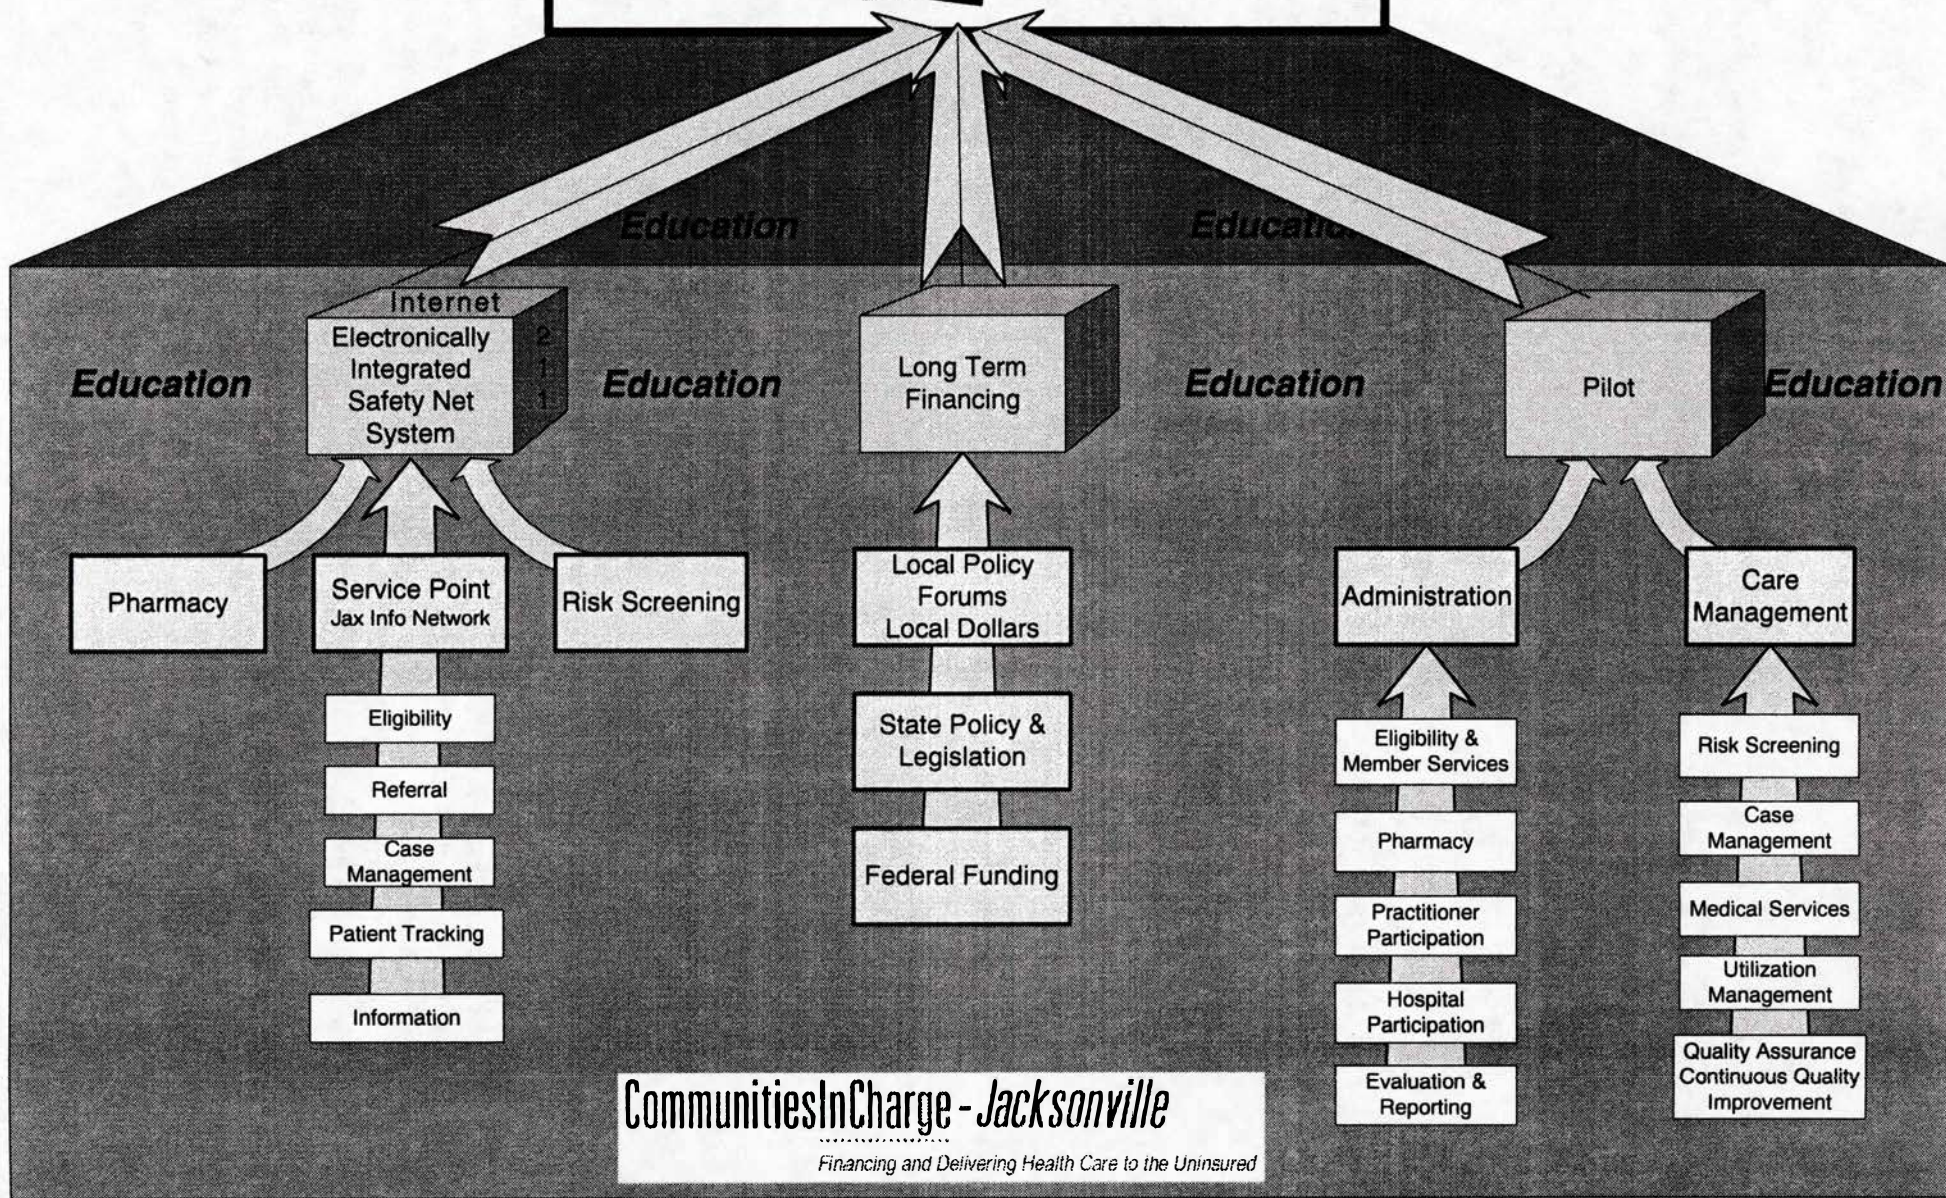 Education
Education
Internet
Electronically
Integrated
Safety Net
System
2
1
1
Education
Education
Long Term
Financing
Education
Pilot
Education
Pharmacy
Service Point
Jax Info Network
Risk Screening
Local Policy
Forums
Local Dollars
Administration
Care
Management
Eligibility
Referral
Case
Management
Patient Tracking
Information
State Policy &
Legislation
Federal Funding
Eligibility &
Member Services
Pharmacy
Practitioner
Participation
Hospital
Participation
Evaluation &
Reporting
Risk Screening
Case
Management
Medical Services
Utilization
Management
Quality Assurance
Continuous Quality
Improvement
CommunitiesInCharge - Jacksonville
Financing and Delivering Health Care to the Uninsured